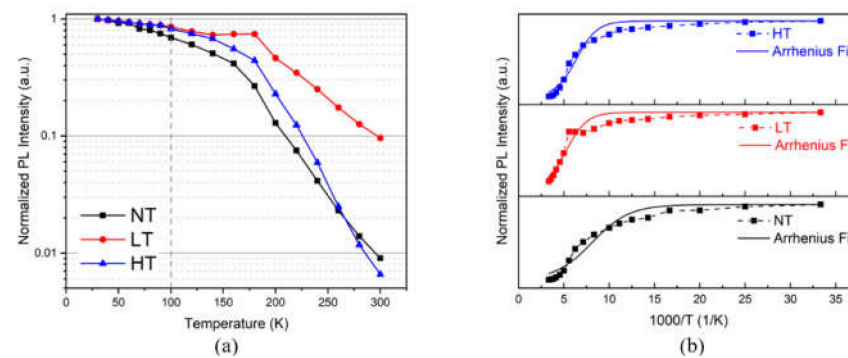 Normalized PL Intensity (a.u.)
1
0.1
0.01
NT
LT
HT
0
50
100
150
200
250
300
Temperature (K)
(a)
Normalized PL Intensity (a.u.)
HT
Arrhenius Fi
LT
Arrhenius Fi
NT
Arrhenius Fi
0
5
10
15
20
25
30
35
1000/T (1/K)
(b)